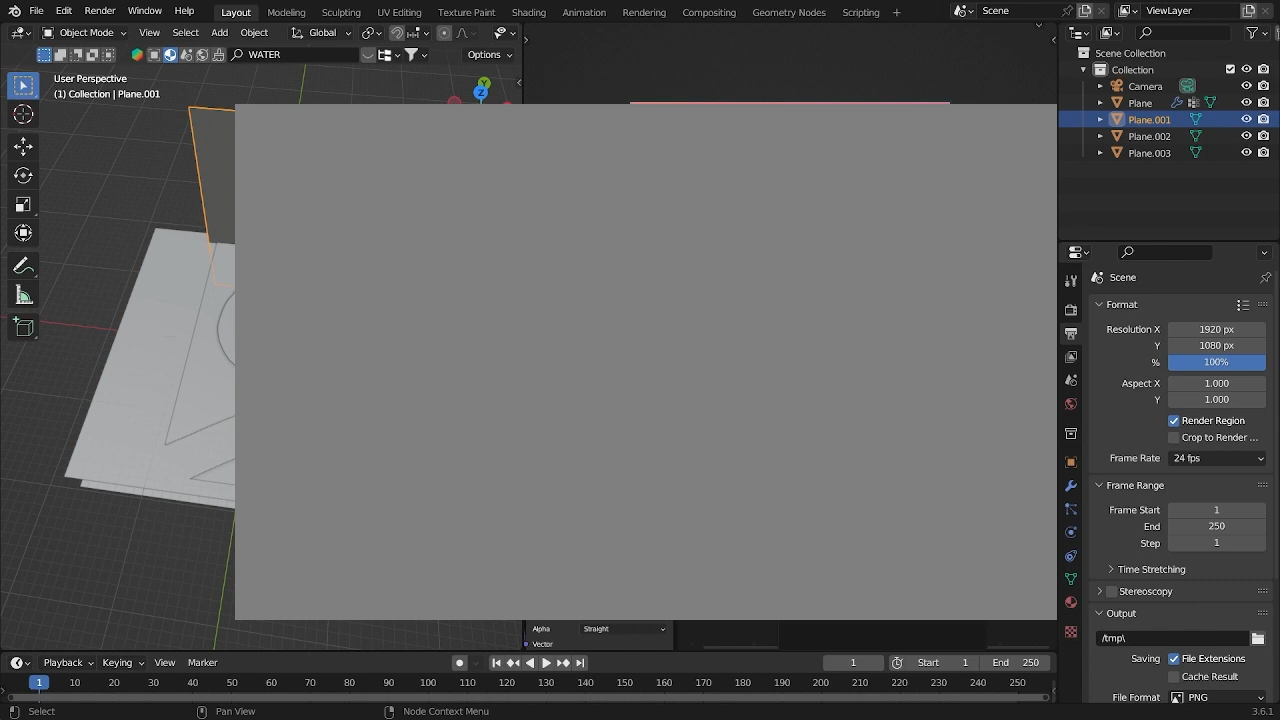 File Edit Render Window Help Layout Modeling Sculpting UV Editing Texture Paint Shading Animation Rendering Compositing Geometry Nodes Scripting + Scene ViewLayer
Object Mode View Select Add Object Global
WATER Options
User Perspective
(1) Collection | Plane.001
Y
Z
Scene Collection
Collection
Camera
Plane
Plane.001
Plane.002
Plane.003
Scene
Format
Resolution X 1920 px
Y 1080 px
% 100%
Aspect X 1.000
Y 1.000
Render Region
Crop to Render ...
Frame Rate 24 fps
Frame Range
Frame Start 1
End 250
Step 1
Time Stretching
Stereoscopy
Output
/tmp\
Saving File Extensions
Cache Result
File Format PNG
Alpha Straight
Vector
Playback Keying View Marker 1 Start 1 End 250
1 10 20 30 40 50 60 70 80 90 100 110 120 130 140 150 160 170 180 190 200 210 220 230 240 250
Select Pan View Node Context Menu 3.6.1